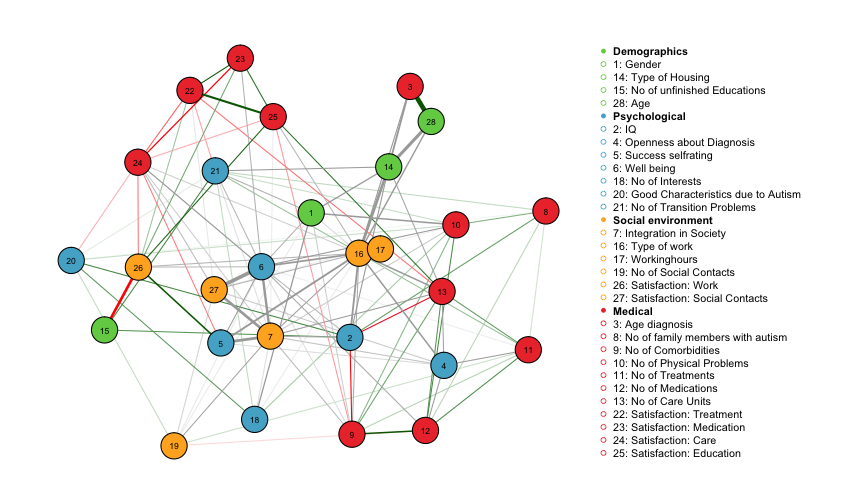 23
22
3
25
28
24
21
14
1
8
10
16
17
20
26
6
27
13
15
5
7
2
11
4
18
9
12
19
Demographics
1: Gender
14: Type of Housing
15: No of unfinished Educations
28: Age
Psychological
2: IQ
4: Openness about Diagnosis
5: Success selfrating
6: Well being
18: No of Interests
20: Good Characteristics due to Autism
21: No of Transition Problems
Social environment
7: Integration in Society
16: Type of work
17: Workinghours
19: No of Social Contacts
26: Satisfaction: Work
27: Satisfaction: Social Contacts
Medical
3: Age diagnosis
8: No of family members with autism
9: No of Comorbidities
10: No of Physical Problems
11: No of Treatments
12: No of Medications
13: No of Care Units
22: Satisfaction: Treatment
23: Satisfaction: Medication
24: Satisfaction: Care
25: Satisfaction: Education